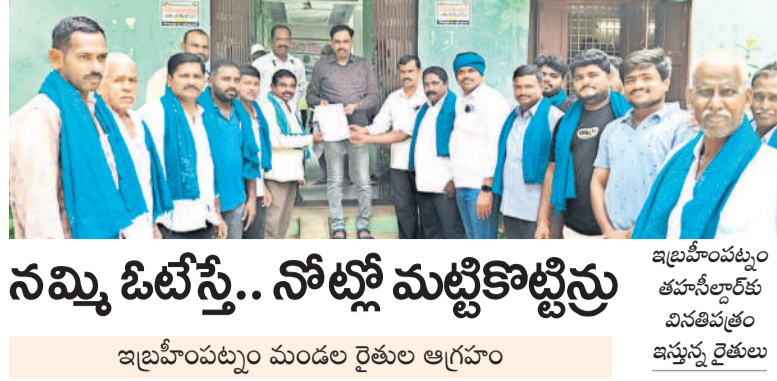 నమ్మి ఓటేస్తే.. నోట్లో మట్టికొట్టిన్రు
ఇబ్రహీంపట్నం మండల రైతుల ఆగ్రహం
ఇబ్రహీంపట్నం
తహసీల్దార్‌కు
వినతిపత్రం
ఇస్తున్న రైతులు